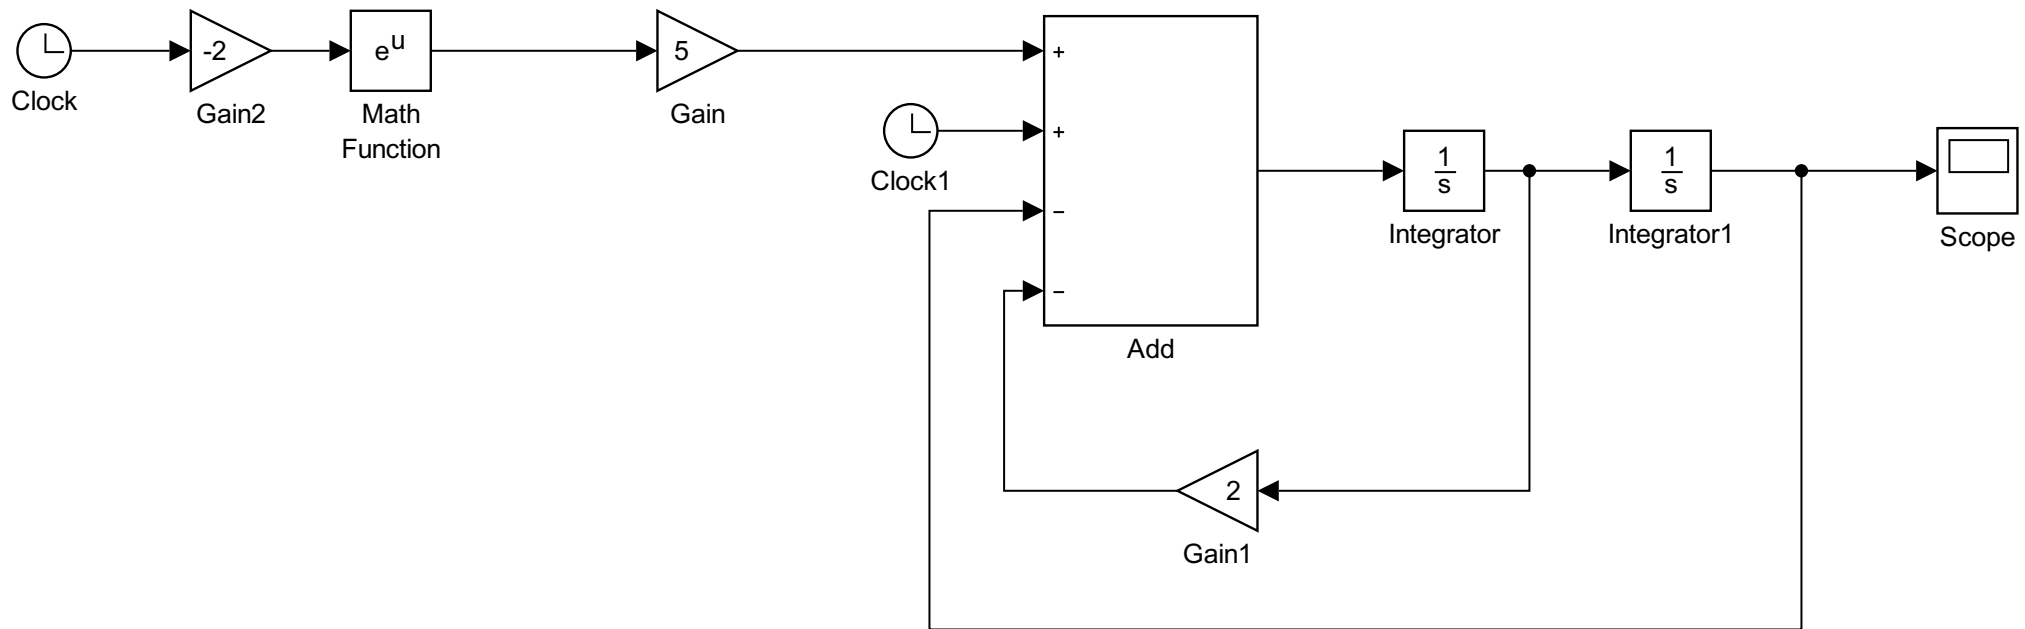 -2
e^u
5
+
Clock
Gain2
Math
Function
Gain
+
Clock1
1
s
1
s
−
Integrator
Integrator1
Scope
−
Add
2
Gain1